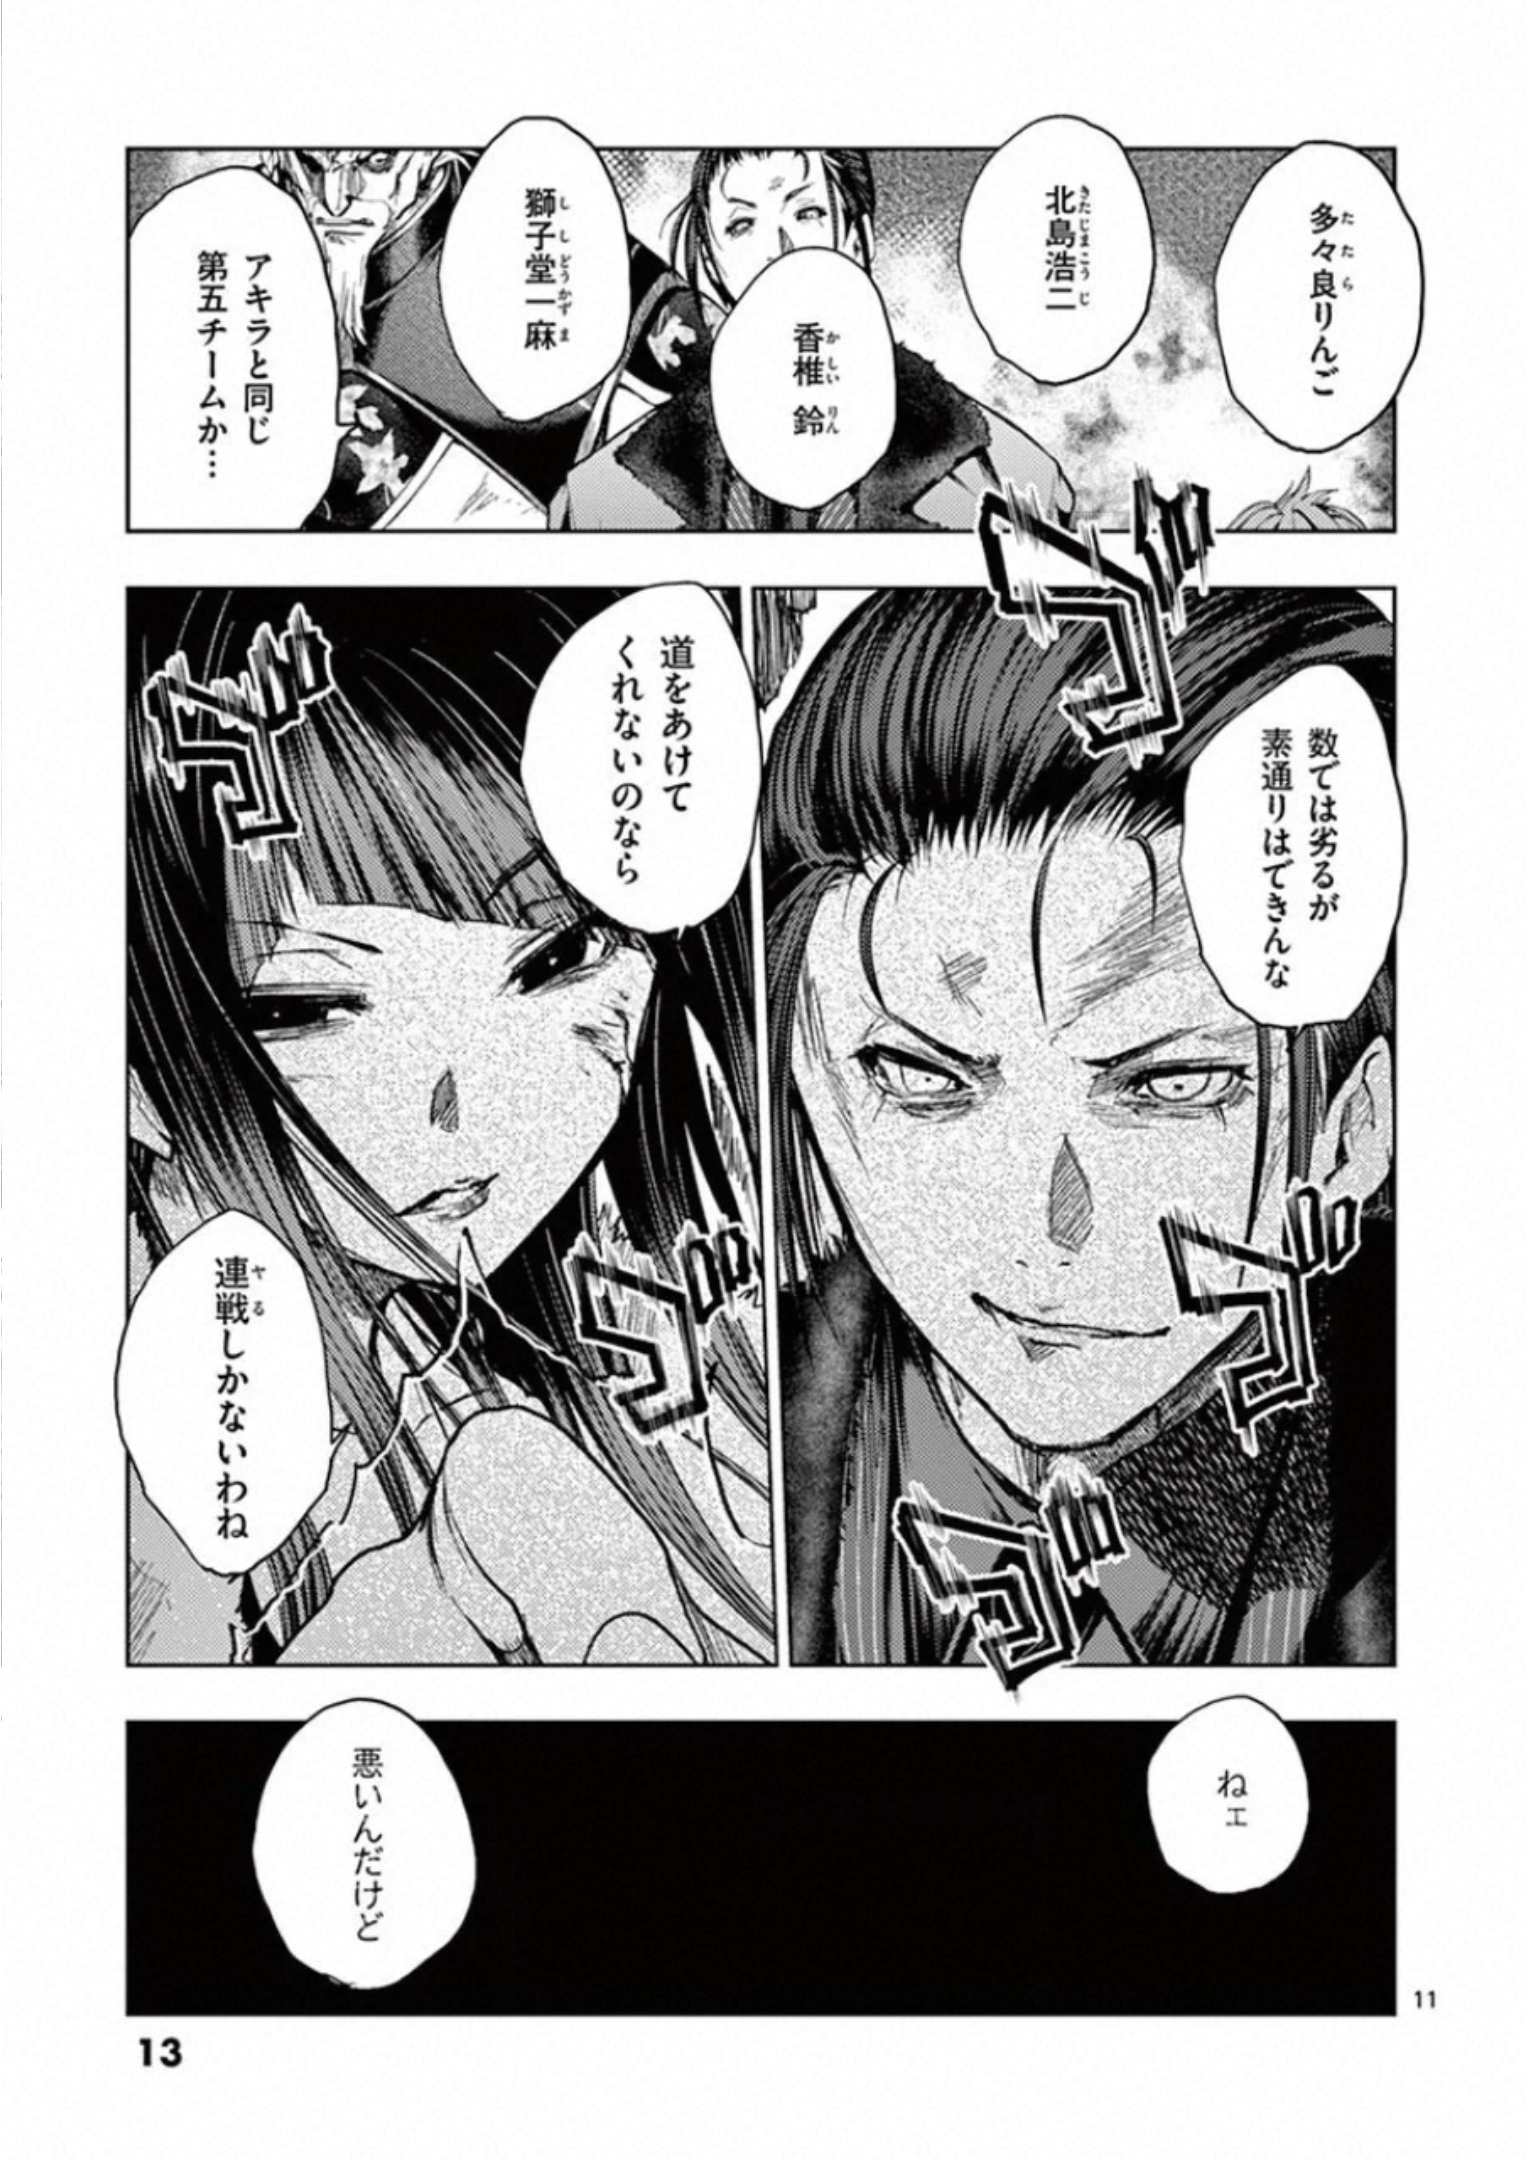 多々良りんご
北島浩二
香椎 鈴
獅子堂一麻
アキラと同じ
第五チームか…
数では劣るが
素通りはできんな
道をあけて
くれないのなら
連戦しかないわね
ねェ
悪いんだけど
11
13